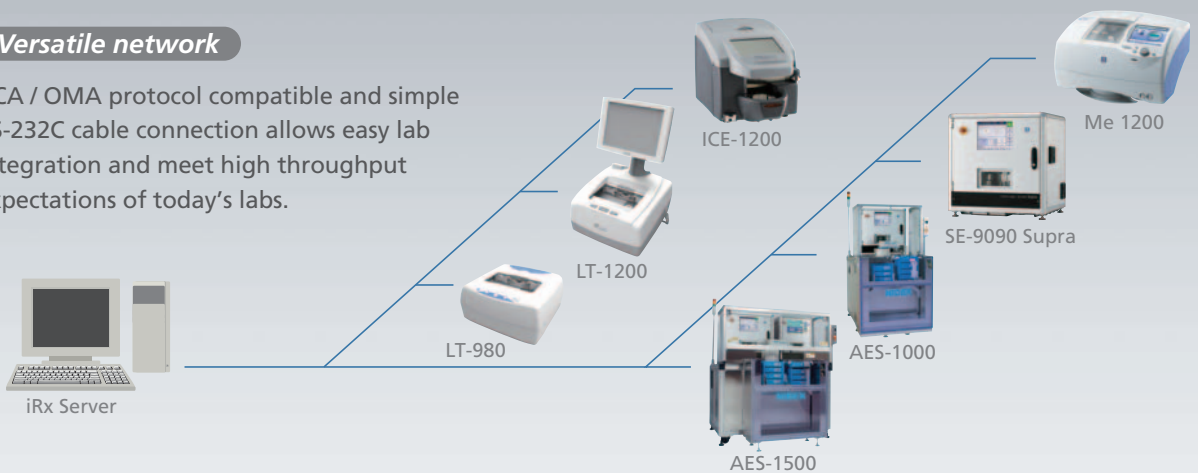 Versatile network
CA / OMA protocol compatible and simple
S-232C cable connection allows easy lab
tegration and meet high throughput
xpectations of today's labs.
ICE-1200
Me 1200
LT-1200
SE-9090 Supra
LT-980
AES-1000
iRx Server
AES-1500